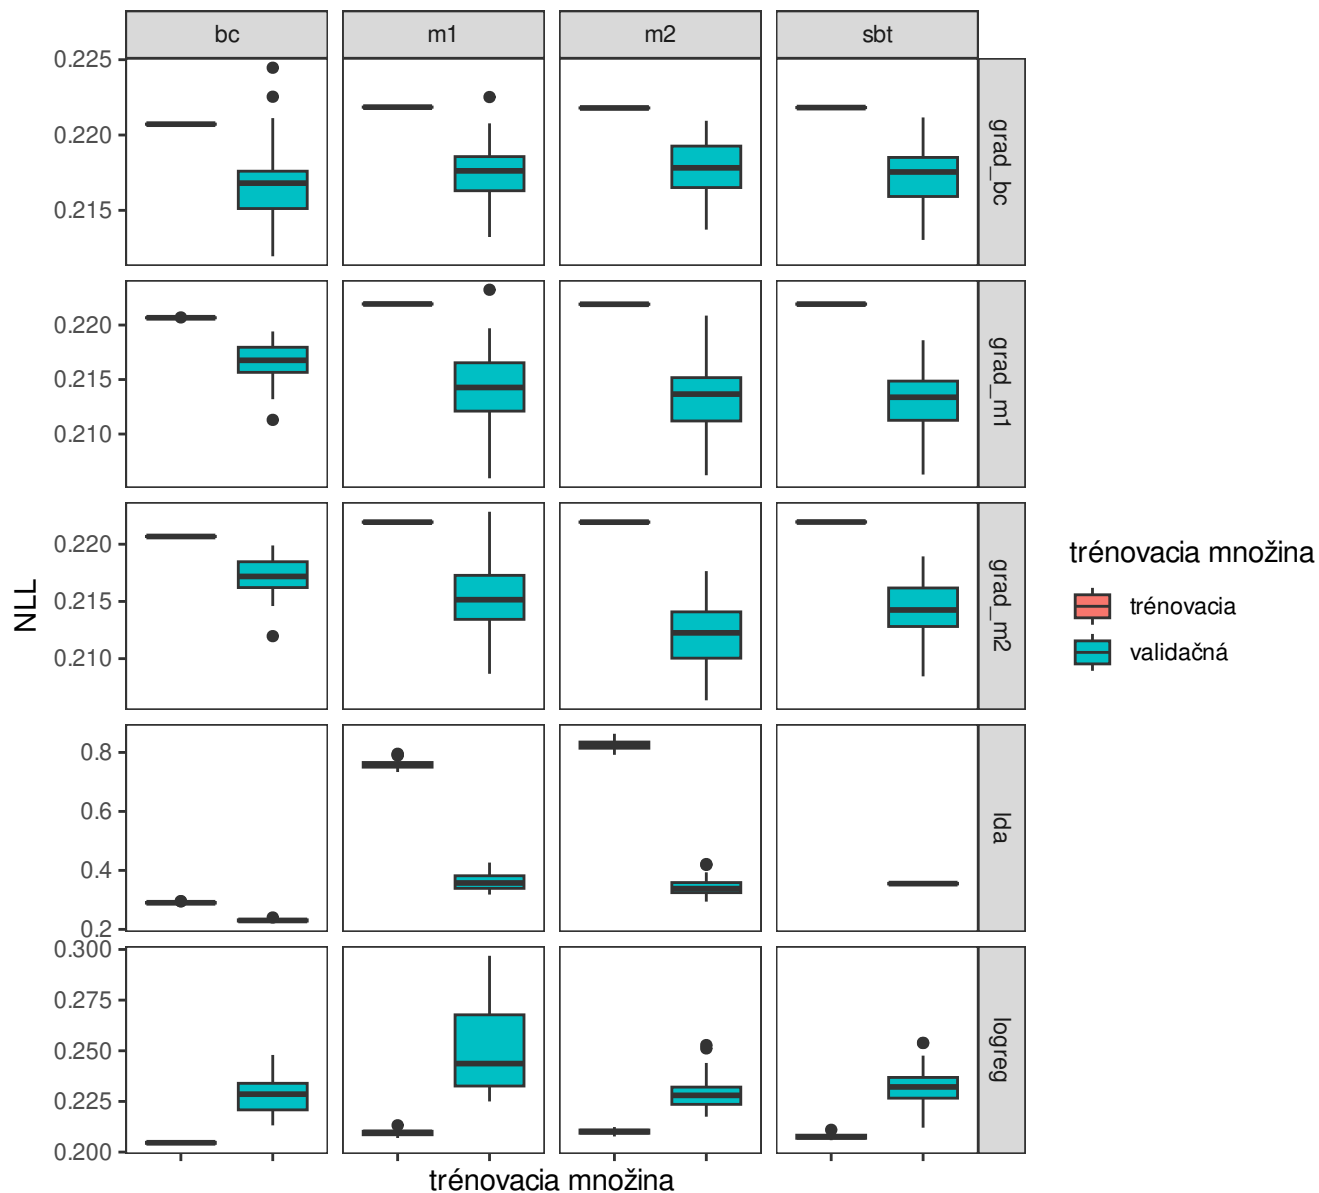 bc m1 m2 sbt
0.225
0.220
0.215
grad_bc
0.220
0.215
0.210
grad_m1
0.220
0.215
0.210
grad_m2
0.8
0.6
0.4
0.2
lda
0.300
0.275
0.250
0.225
0.200
logreg
NLL
trénovacia množina
trénovacia množina
trénovacia
validačná